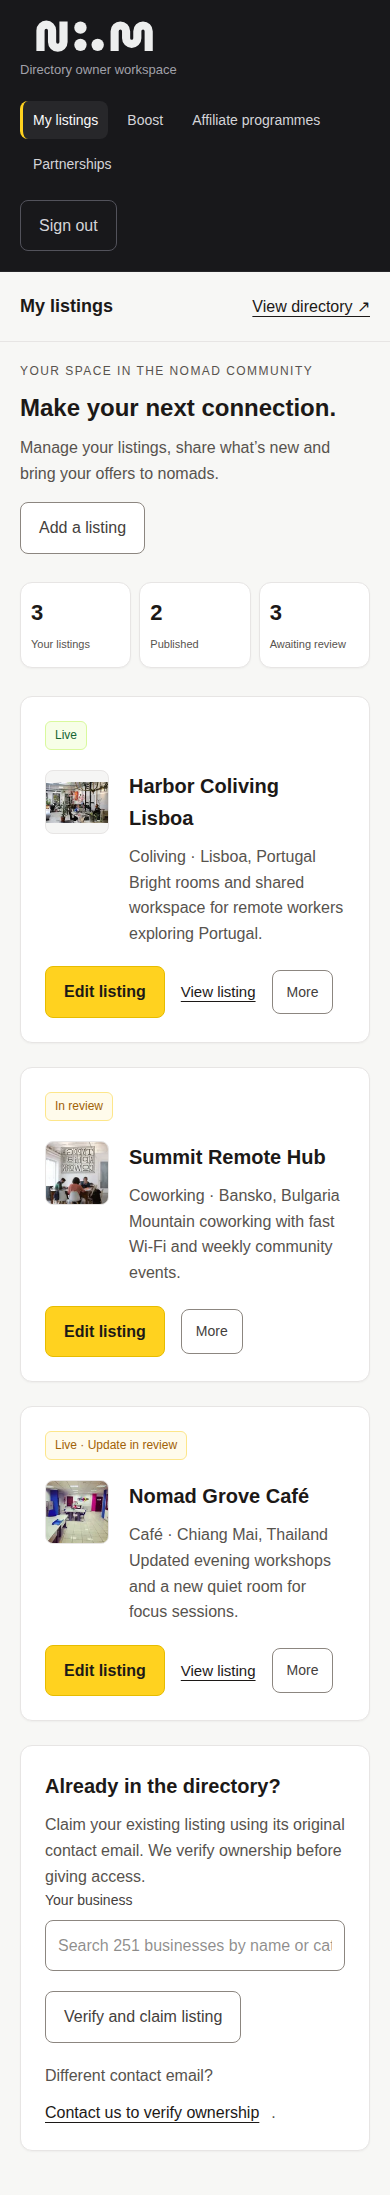 N:.M
Directory owner workspace
My listings Boost Affiliate programmes
Partnerships
Sign out
My listings View directory ↗
YOUR SPACE IN THE NOMAD COMMUNITY
Make your next connection.
Manage your listings, share what’s new and
bring your offers to nomads.
Add a listing
3 2 3
Your listings Published Awaiting review
Live
Harbor Coliving
Lisboa
Coliving · Lisboa, Portugal
Bright rooms and shared
workspace for remote workers
exploring Portugal.
Edit listing View listing More
In review
Summit Remote Hub
Coworking · Bansko, Bulgaria
Mountain coworking with fast
Wi-Fi and weekly community
events.
Edit listing More
Live · Update in review
Nomad Grove Café
Café · Chiang Mai, Thailand
Updated evening workshops
and a new quiet room for
focus sessions.
Edit listing View listing More
Already in the directory?
Claim your existing listing using its original
contact email. We verify ownership before
giving access.
Your business
Search 251 businesses by name or cat
Verify and claim listing
Different contact email?
Contact us to verify ownership .